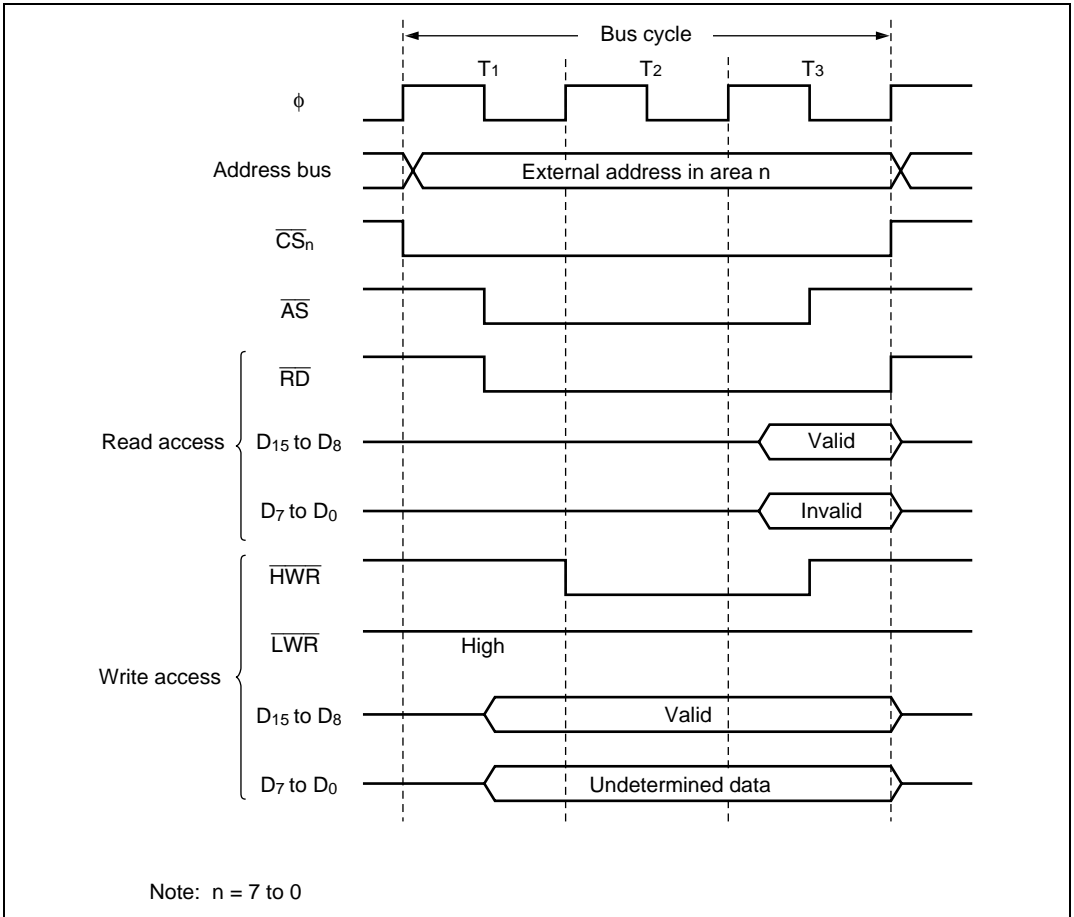 Bus cycle
T1 T2 T3
φ
Address bus External address in area n
CSn
AS
RD
Read access D15 to D8 Valid
D7 to D0 Invalid
HWR
LWR High
Write access
D15 to D8 Valid
D7 to D0 Undetermined data
Note: n = 7 to 0